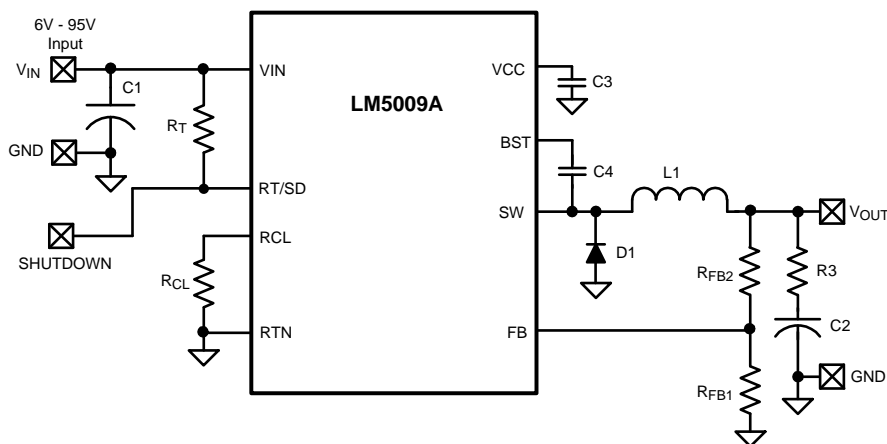 6V - 95V
Input
VIN
C1
VIN
VCC
C3
LM5009A
RT
BST
GND
C4
L1
RT/SD
SW
VOUT
SHUTDOWN
RCL
D1
RFB2
R3
RCL
C2
RTN
FB
GND
RFB1